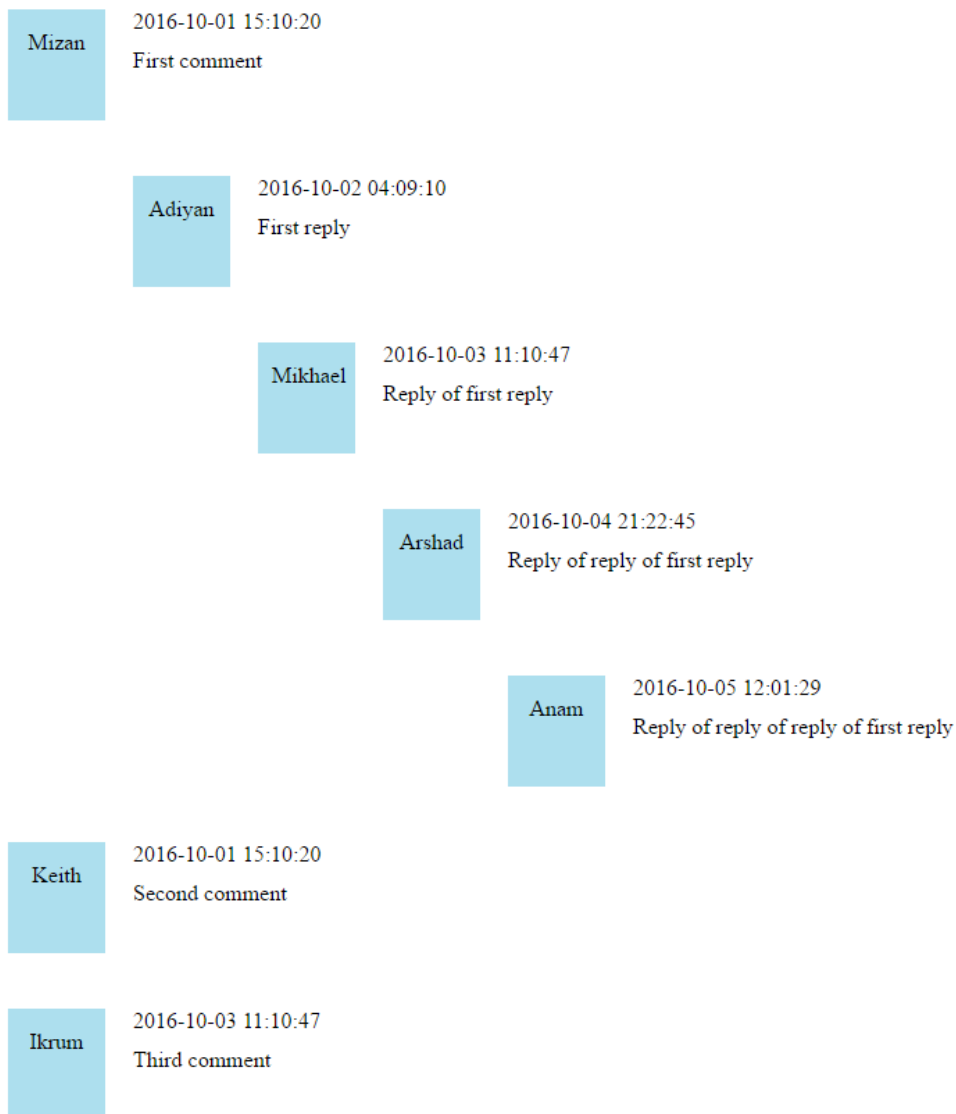 Mizan
2016-10-01 15:10:20
First comment
Adiyan
2016-10-02 04:09:10
First reply
Mikhael
2016-10-03 11:10:47
Reply of first reply
Arshad
2016-10-04 21:22:45
Reply of reply of first reply
Anam
2016-10-05 12:01:29
Reply of reply of reply of first reply
Keith
2016-10-01 15:10:20
Second comment
Ikrum
2016-10-03 11:10:47
Third comment